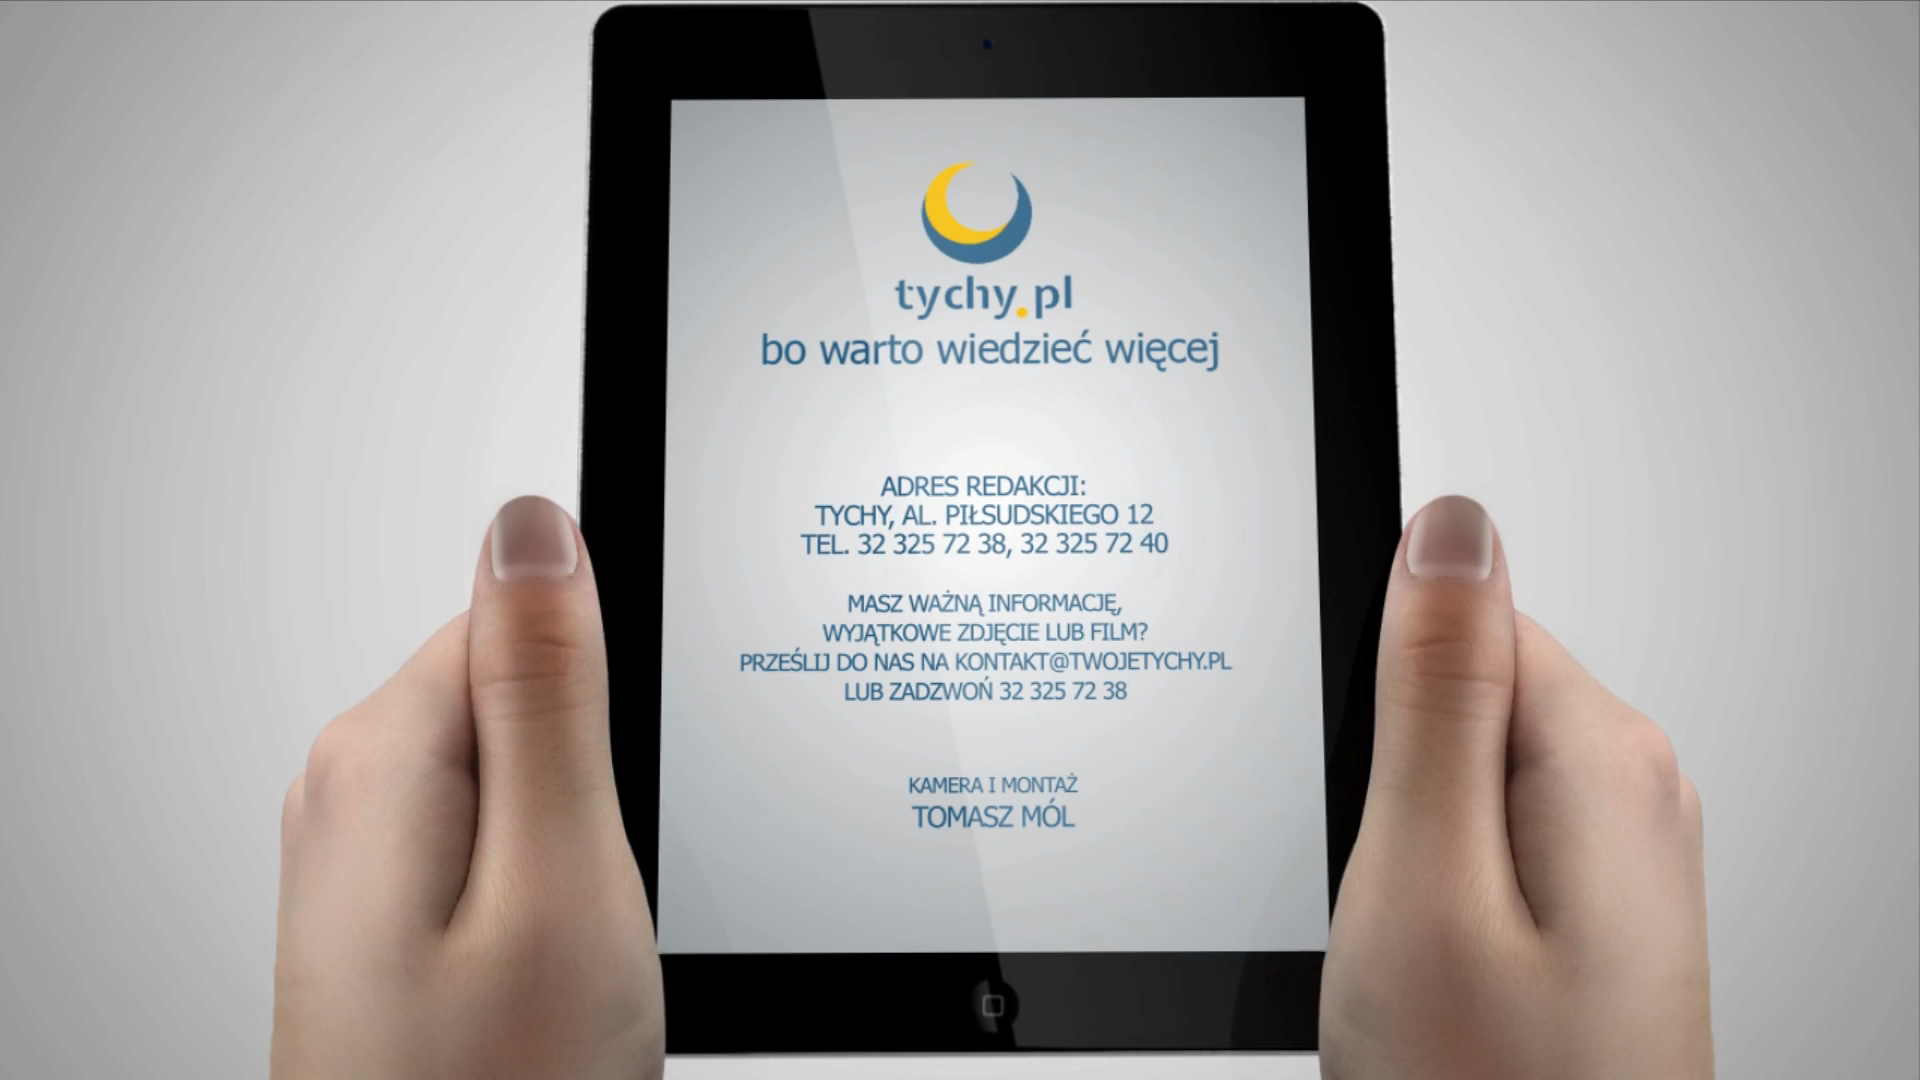 tychy.pl
bo warto wiedzieć więcej
ADRES REDAKCJI:
TYCHY, AL. PIŁSUDSKIEGO 12
TEL. 32 325 72 38, 32 325 72 40
MASZ WAŻNĄ INFORMACJĘ,
WYJĄTKOWE ZDJĘCIE LUB FILM?
PRZEŚLIJ DO NAS NA KONTAKT@TWOJETYCHY.PL
LUB ZADZWOŃ 32 325 72 38
KAMERA I MONTAŻ
TOMASZ MÓL